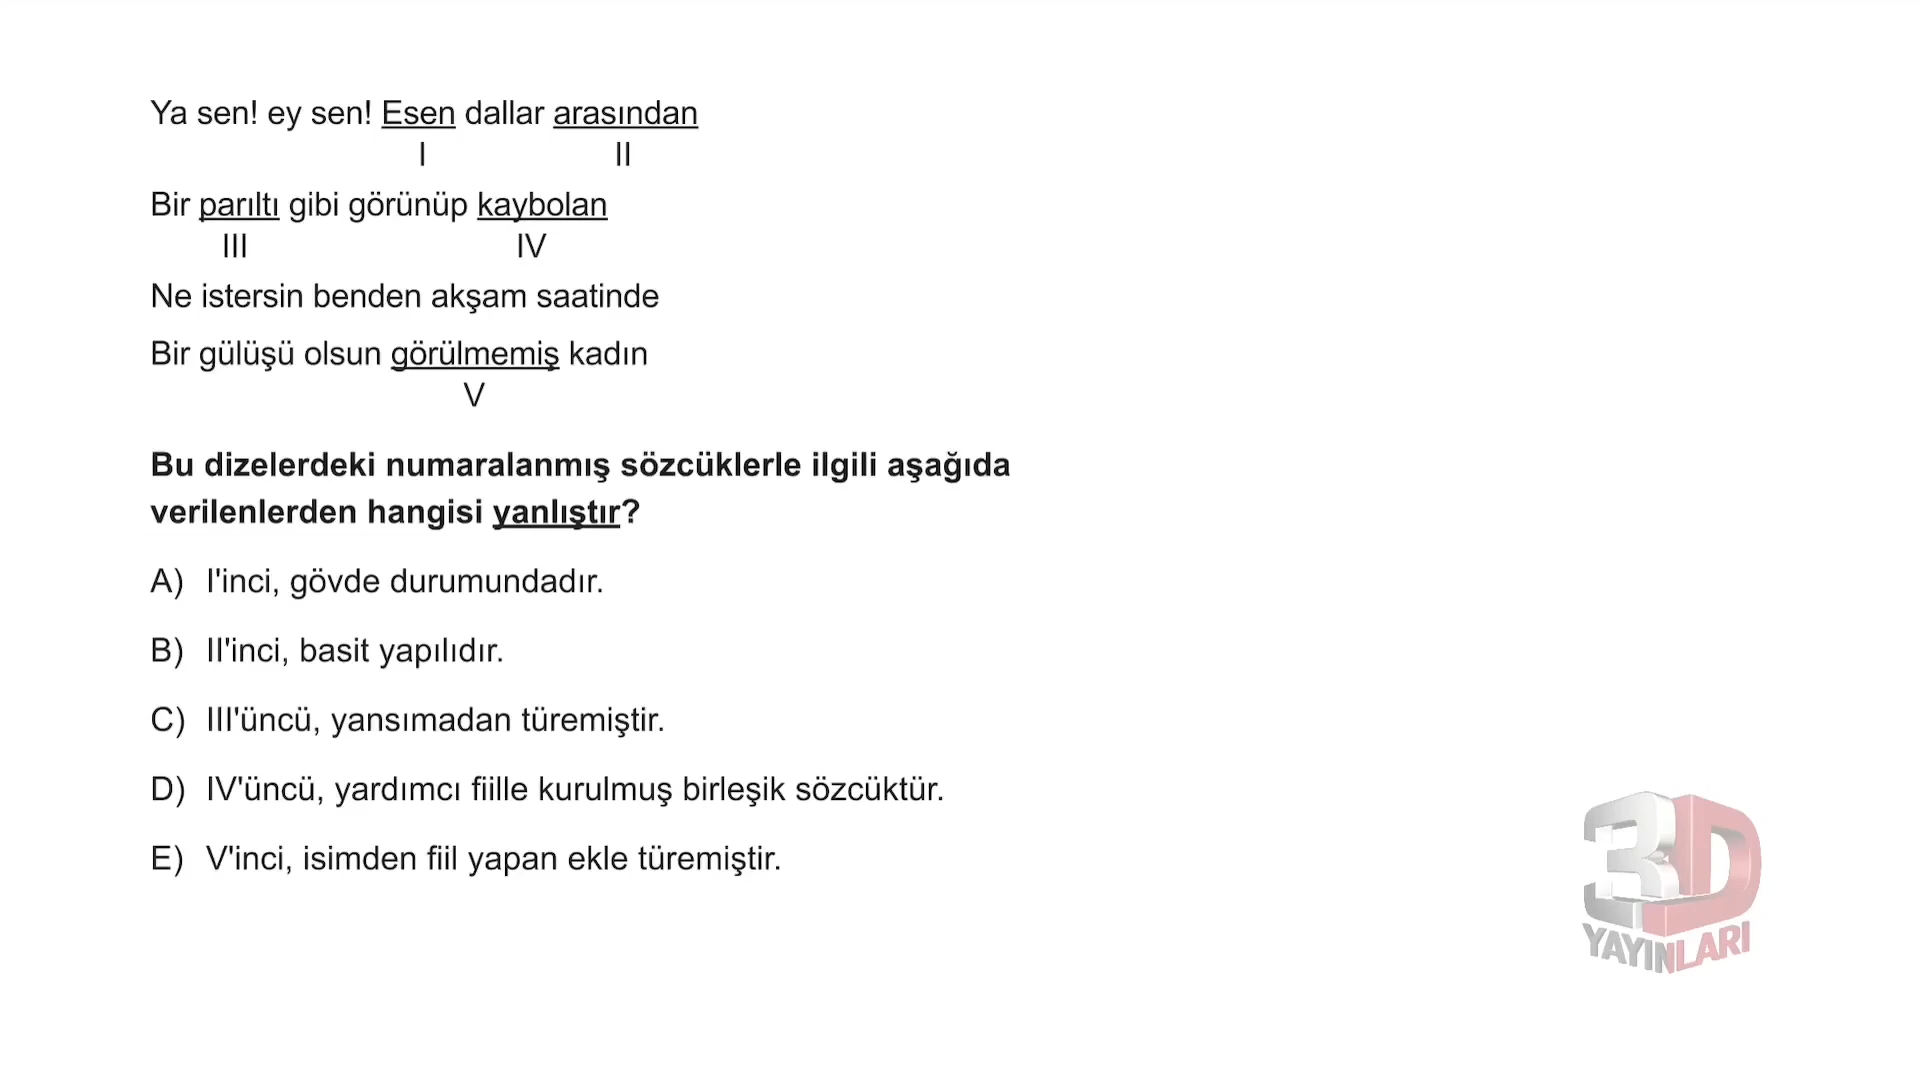 Ya sen! ey sen! Esen dallar arasından
I II
Bir parıltı gibi görünüp kaybolan
III IV
Ne istersin benden akşam saatinde
Bir gülüşü olsun görülmemiş kadın
V
Bu dizelerdeki numaralanmış sözcüklerle ilgili aşağıda
verilenlerden hangisi yanlıştır?
A) I'inci, gövde durumundadır.
B) II'inci, basit yapılıdır.
C) III'üncü, yansımadan türemiştir.
D) IV'üncü, yardımcı fiille kurulmuş birleşik sözcüktür.
E) V'inci, isimden fiil yapan ekle türemiştir.
3D
YAYINLARI